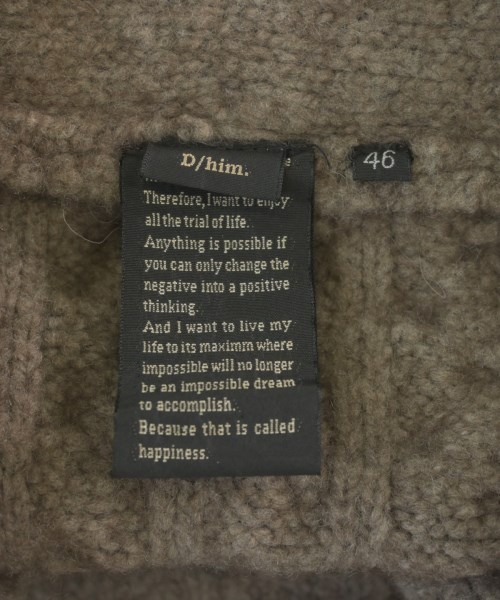 D/him.
46
Therefore, I want to enjoy
all the trial of life.
Anything is possible if
you can only change the
negative into a positive
thinking.
And I want to live my
life to its maximm where
impossible will no longer
be an impossible dream
to accomplish.
Because that is called
happiness.